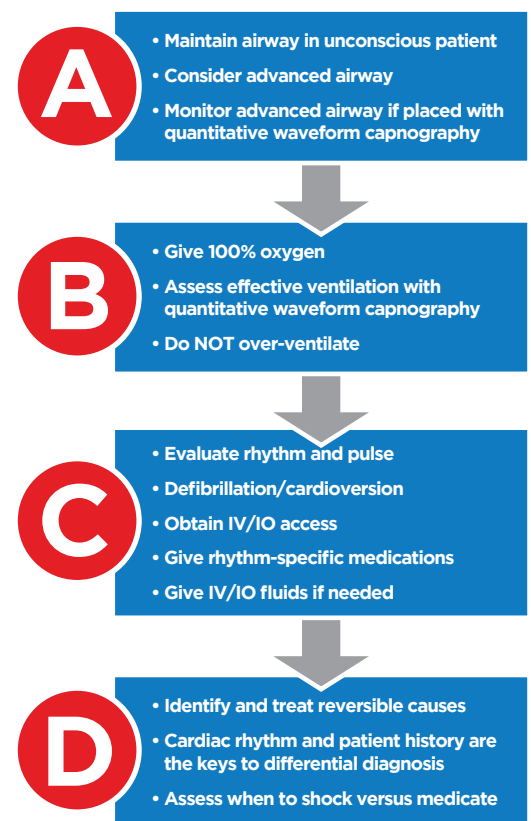 A
• Maintain airway in unconscious patient
• Consider advanced airway
• Monitor advanced airway if placed with
quantitative waveform capnography
B
• Give 100% oxygen
• Assess effective ventilation with
quantitative waveform capnography
• Do NOT over-ventilate
C
• Evaluate rhythm and pulse
• Defibrillation/cardioversion
• Obtain IV/IO access
• Give rhythm-specific medications
• Give IV/IO fluids if needed
D
• Identify and treat reversible causes
• Cardiac rhythm and patient history are
the keys to differential diagnosis
• Assess when to shock versus medicate